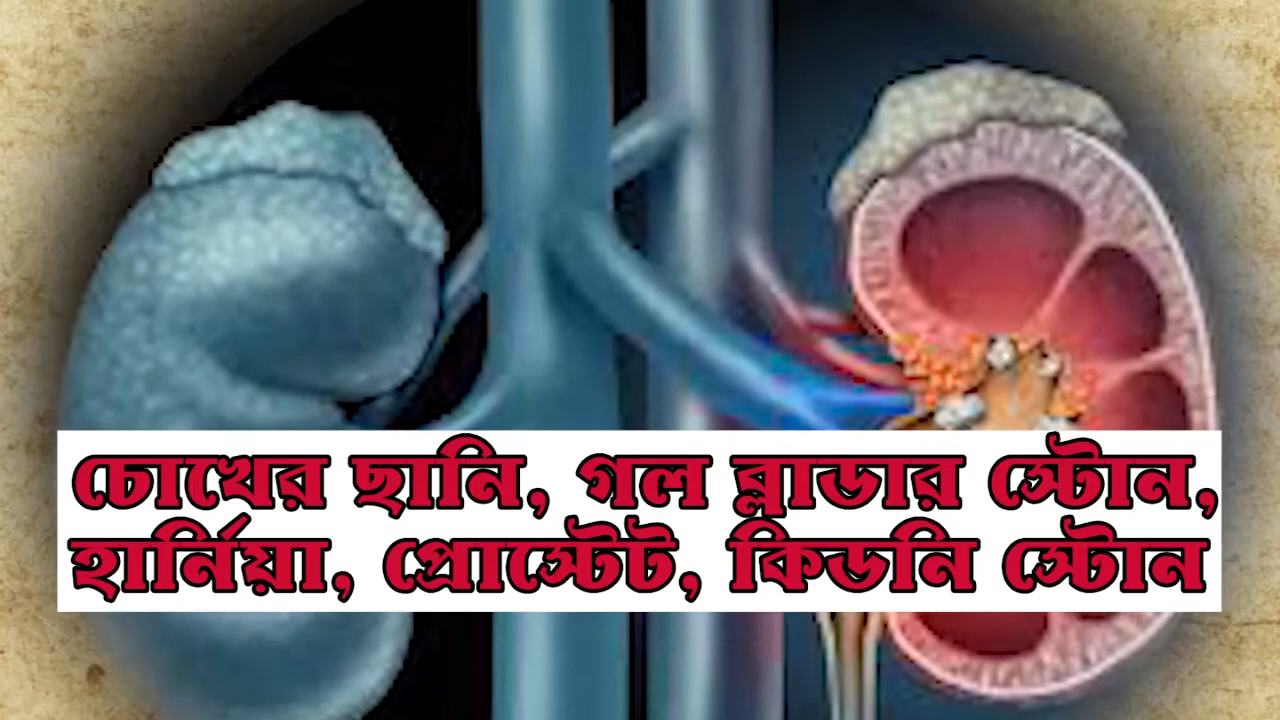 চোখের ছানি, গল ব্লাডার স্টোন,
হার্নিয়া, প্রোস্টেট, কিডনি স্টোন